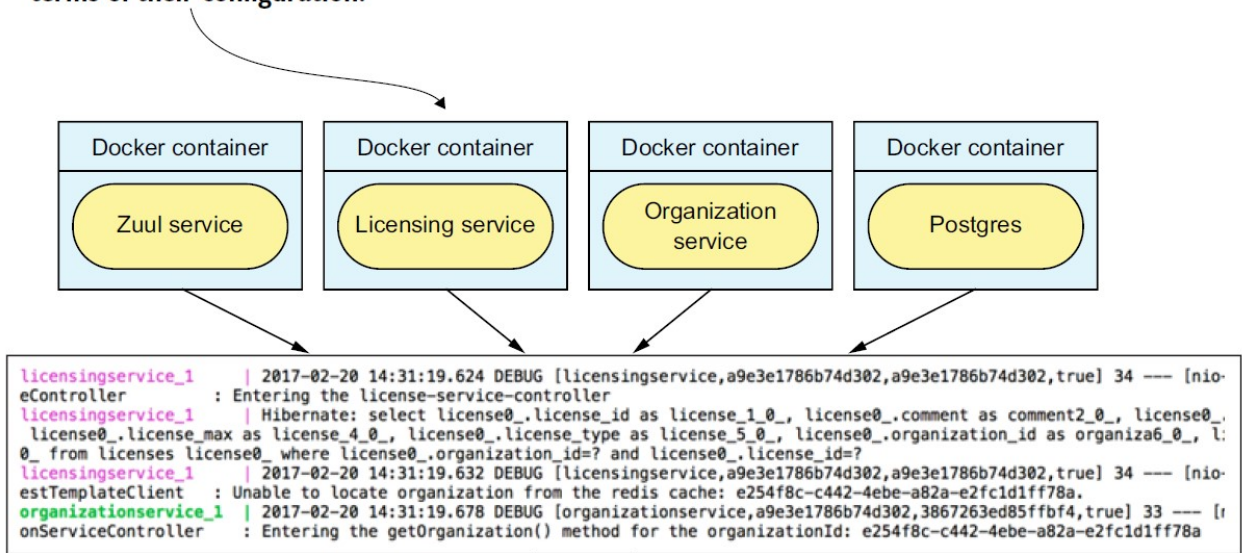 terms of their configuration.
Docker container
Docker container
Docker container
Docker container
Zuul service
Licensing service
Organization
service
Postgres
licensingservice_1 | 2017-02-20 14:31:19.624 DEBUG [licensingservice,a9e3e1786b74d302,a9e3e1786b74d302,true] 34 --- [nio-
eController : Entering the license-service-controller
licensingservice_1 | Hibernate: select license0_.license_id as license_1_0_, license0_.comment as comment2_0_, license0_.
license0_.license_max as license_4_0_, license0_.license_type as license_5_0_, license0_.organization_id as organiza6_0_, li
0_ from licenses license0_ where license0_.organization_id=? and license0_.license_id=?
licensingservice_1 | 2017-02-20 14:31:19.632 DEBUG [licensingservice,a9e3e1786b74d302,a9e3e1786b74d302,true] 34 --- [nio-
estTemplateClient : Unable to locate organization from the redis cache: e254f8c-c442-4ebe-a82a-e2fc1d1ff78a.
organizationservice_1 | 2017-02-20 14:31:19.678 DEBUG [organizationservice,a9e3e1786b74d302,3867263ed85ffbf4,true] 33 --- [n
onServiceController : Entering the getOrganization() method for the organizationId: e254f8c-c442-4ebe-a82a-e2fc1d1ff78a